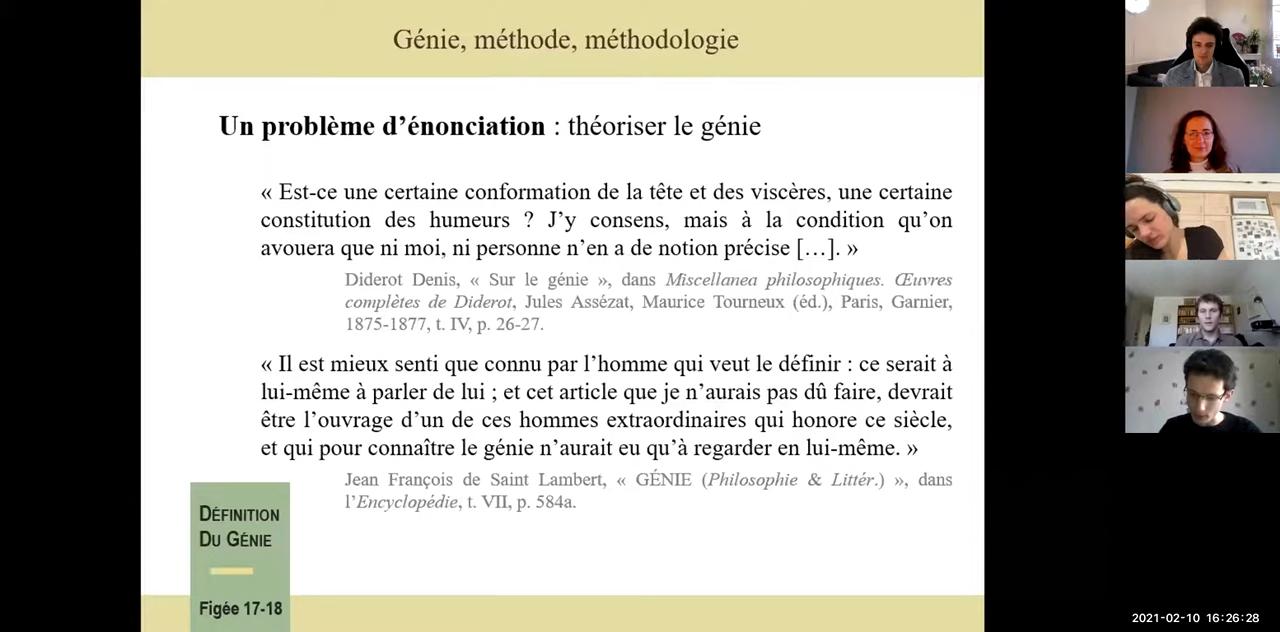 Génie, méthode, méthodologie
Un problème d’énonciation : théoriser le génie
« Est-ce une certaine conformation de la tête et des viscères, une certaine
constitution des humeurs ? J’y consens, mais à la condition qu’on
avouera que ni moi, ni personne n’en a de notion précise […]. »
Diderot Denis, « Sur le génie », dans Miscellanea philosophiques. Œuvres
complètes de Diderot, Jules Assézat, Maurice Tourneux (éd.), Paris, Garnier,
1875-1877, t. IV, p. 26-27.
« Il est mieux senti que connu par l’homme qui veut le définir : ce serait à
lui-même à parler de lui ; et cet article que je n’aurais pas dû faire, devrait
être l’ouvrage d’un de ces hommes extraordinaires qui honore ce siècle,
et qui pour connaître le génie n’aurait eu qu’à regarder en lui-même. »
Jean François de Saint Lambert, « GÉNIE (Philosophie & Littér.) », dans
l’Encyclopédie, t. VII, p. 584a.
DÉFINITION
DU GÉNIE
Figée 17-18
2021-02-10 16:26:28